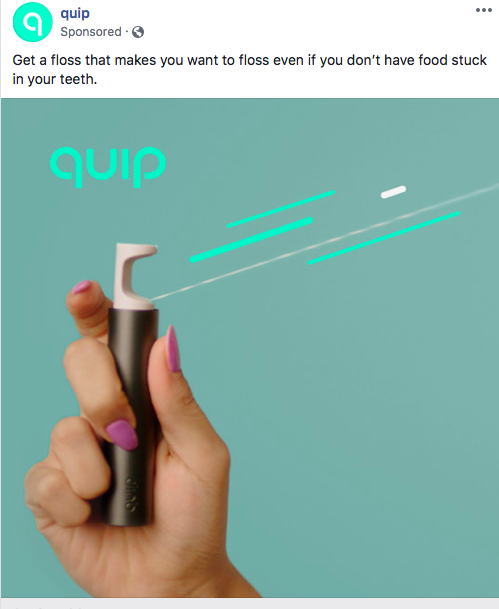 quip
Sponsored ·
Get a floss that makes you want to floss even if you don’t have food stuck
in your teeth.
quip
quip